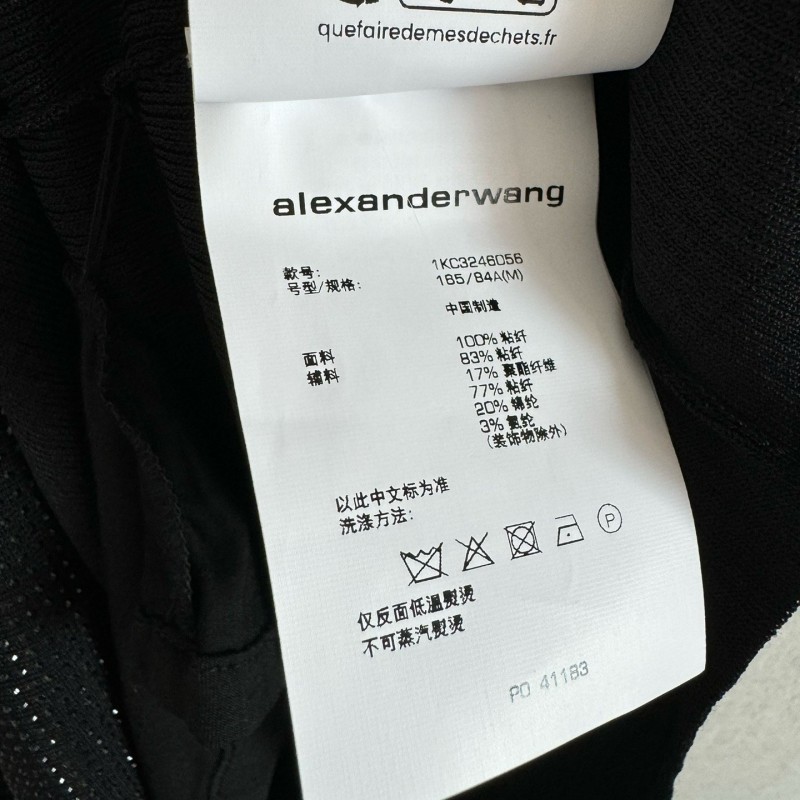 quefairedemesdechets.fr
alexanderwang
款号: 1KC3246056
号型/规格: 165/84A(M)
中国制造
面料 100% 粘纤
辅料 83% 粘纤
17% 聚酯纤维
77% 粘纤
20% 锦纶
3% 氨纶
(装饰物除外)
以此中文标为准
洗涤方法:
P
仅反面低温熨烫
不可蒸汽熨烫
PO 41183